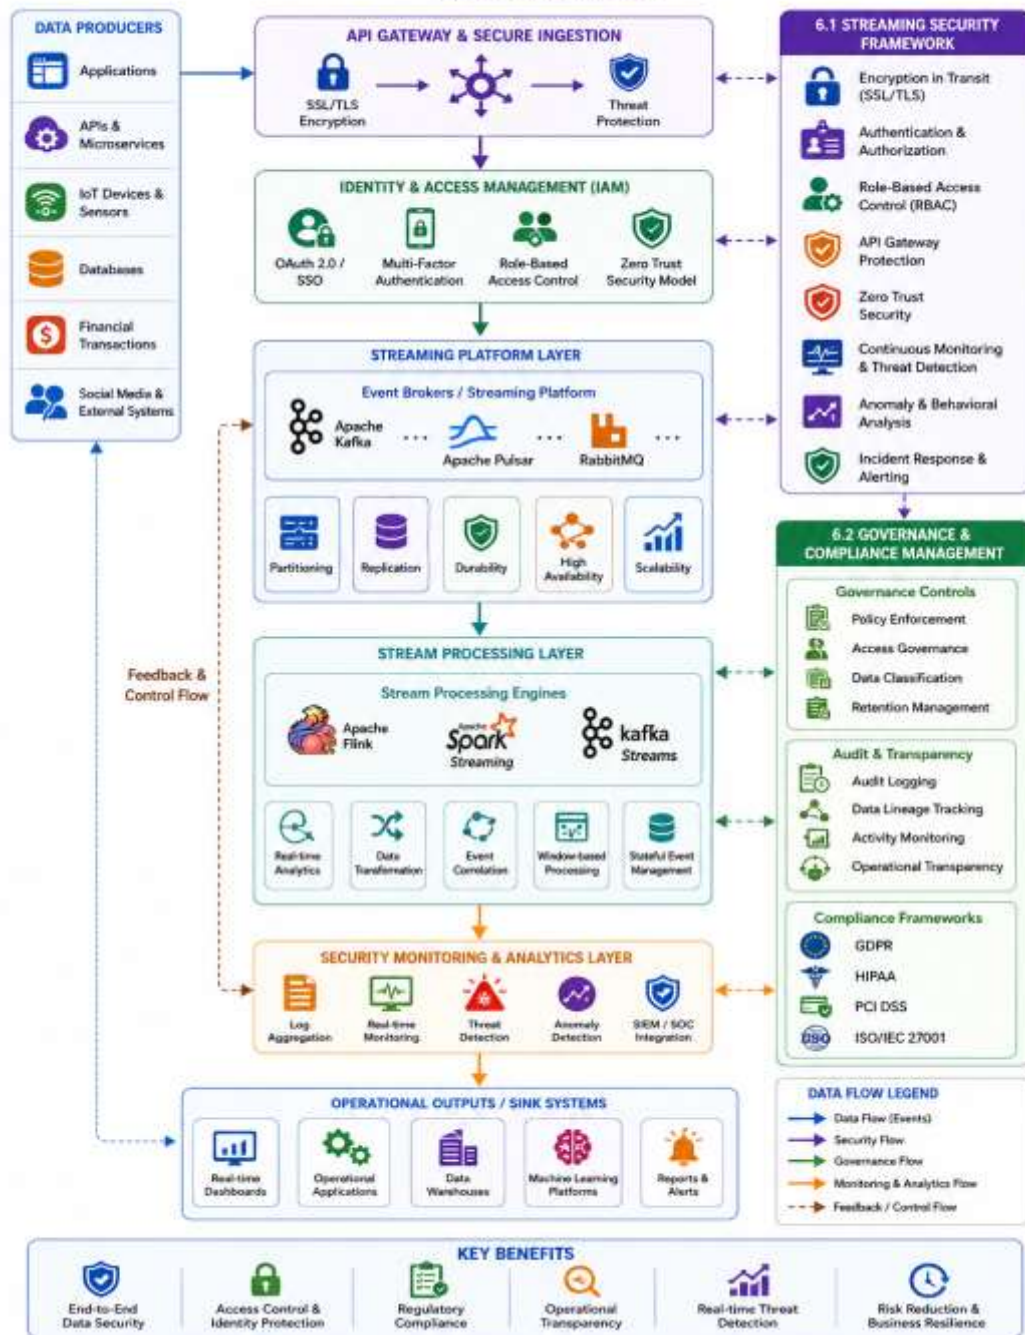 DATA PRODUCERS
Applications
APIs &
Microservices
IoT Devices &
Sensors
Databases
Financial
Transactions
Social Media &
External Systems
API GATEWAY & SECURE INGESTION
SSL/TLS
Encryption
Threat
Protection
IDENTITY & ACCESS MANAGEMENT (IAM)
OAuth 2.0 /
SSO
Multi-Factor
Authentication
Role-Based
Access Control
Zero Trust
Security Model
STREAMING PLATFORM LAYER
Event Brokers / Streaming Platform
Apache
Kafka
...
Apache Pulsar
...
RabbitMQ
...
Partitioning
Replication
Durability
High
Availability
Scalability
Feedback &
Control Flow
STREAM PROCESSING LAYER
Stream Processing Engines
Apache
Flink
Apache
Spark
Streaming
kafka
Streams
Real-time
Analytics
Data
Transformation
Event
Correlation
Window-based
Processing
Stateful Event
Management
SECURITY MONITORING & ANALYTICS LAYER
Log
Aggregation
Real-time
Monitoring
Threat
Detection
Anomaly
Detection
SIEM / SOC
Integration
OPERATIONAL OUTPUTS / SINK SYSTEMS
Real-time
Dashboards
Operational
Applications
Data
Warehouses
Machine Learning
Platforms
Reports &
Alerts
6.1 STREAMING SECURITY
FRAMEWORK
Encryption in Transit
(SSL/TLS)
Authentication &
Authorization
Role-Based Access
Control (RBAC)
API Gateway
Protection
Zero Trust
Security
Continuous Monitoring
& Threat Detection
Anomaly & Behavioral
Analysis
Incident Response &
Alerting
6.2 GOVERNANCE &
COMPLIANCE MANAGEMENT
Governance Controls
Policy Enforcement
Access Governance
Data Classification
Retention Management
Audit & Transparency
Audit Logging
Data Lineage Tracking
Activity Monitoring
Operational Transparency
Compliance Frameworks
GDPR
HIPAA
PCI DSS
ISO/IEC 27001
DATA FLOW LEGEND
Data Flow (Events)
Security Flow
Governance Flow
Monitoring & Analytics Flow
Feedback / Control Flow
KEY BENEFITS
End-to-End
Data Security
Access Control &
Identity Protection
Regulatory
Compliance
Operational
Transparency
Real-time Threat
Detection
Risk Reduction &
Business Resilience